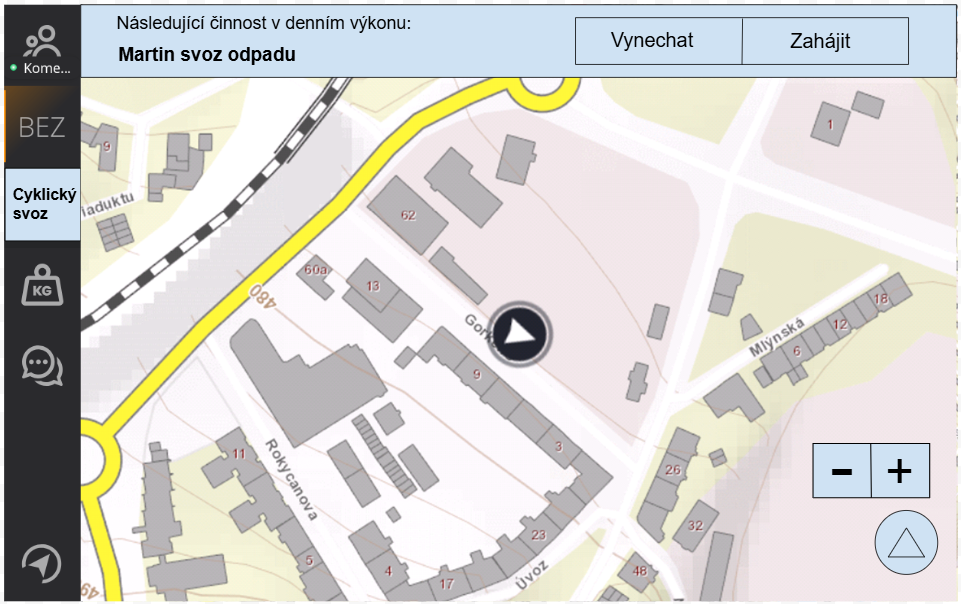 Následující činnost v denním výkonu:
Martin svoz odpadu
Vynechat
Zahájit
Kome...
BEZ
Cyklický
svoz
KG
9
iaduktu
1
62
60a
13
480
18
12
6
Mlýnská
9
3
11
Rokycanova
26
32
23
5
4
17
Úvoz
48
49
-
+